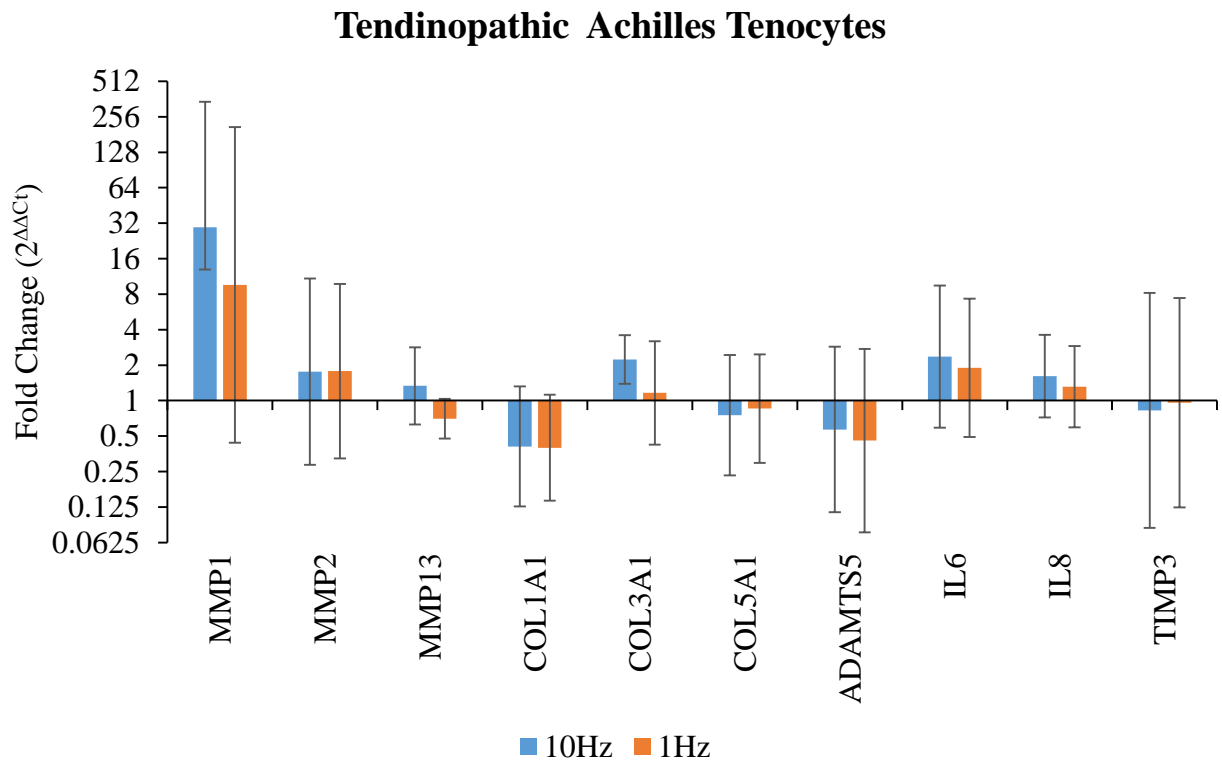 Tendinopathic Achilles Tenocytes
Fold Change (2^ΔΔCt)
512
256
128
64
32
16
8
4
2
1
0.5
0.25
0.125
0.0625
MMP1
MMP2
MMP13
COL1A1
COL3A1
COL5A1
ADAMTS5
IL6
IL8
TIMP3
10Hz 1Hz